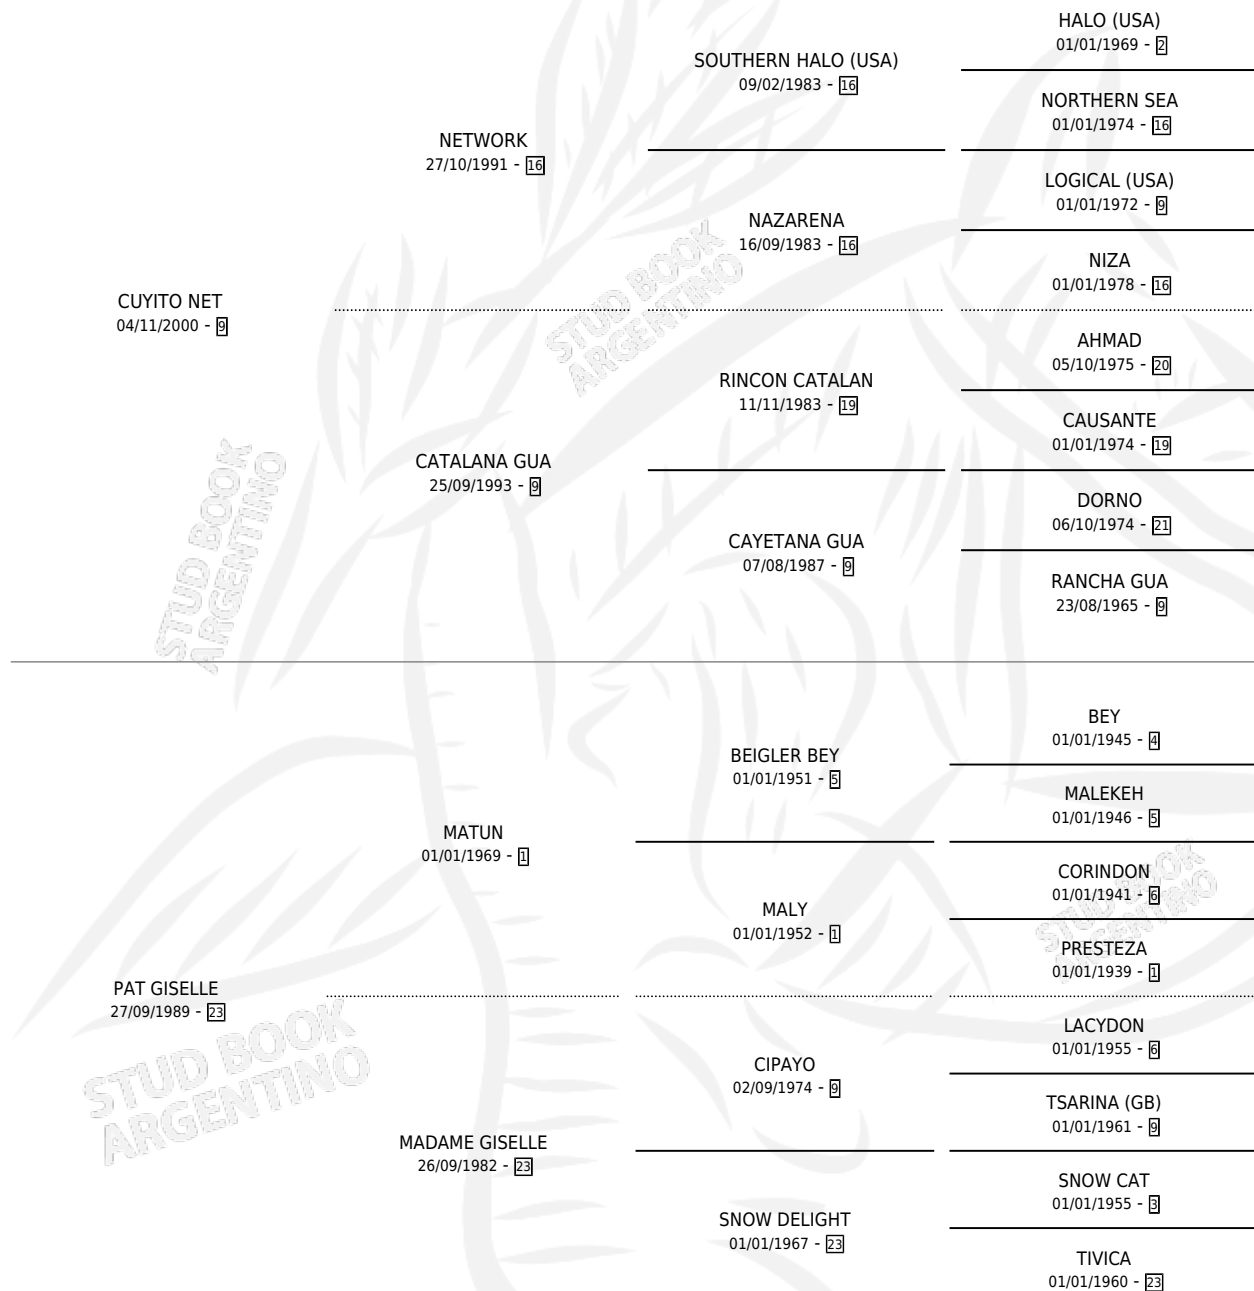 HALO (USA)
01/01/1969 - 2
SOUTHERN HALO (USA)
09/02/1983 - 16
NORTHERN SEA
01/01/1974 - 16
NETWORK
27/10/1991 - 16
LOGICAL (USA)
01/01/1972 - 9
NAZARENA
16/09/1983 - 16
NIZA
01/01/1978 - 16
CUYITO NET
04/11/2000 - 9
STUD BOOK
ARGENTINO
AHMAD
05/10/1975 - 20
RINCON CATALAN
11/11/1983 - 19
CAUSANTE
01/01/1974 - 19
CATALANA GUA
25/09/1993 - 9
DORNO
06/10/1974 - 21
CAYETANA GUA
07/08/1987 - 9
RANCHA GUA
23/08/1965 - 9
STUD BOOK
ARGENTINO
BEY
01/01/1945 - 4
BEIGLER BEY
01/01/1951 - 5
MALEKEH
01/01/1946 - 5
MATUN
01/01/1969 - 1
CORINDON
01/01/1941 - 6
MALY
01/01/1952 - 1
PRESTEZA
01/01/1939 - 1
STUD BOOK
ARGENTINO
PAT GISELLE
27/09/1989 - 23
LACYDON
01/01/1955 - 6
CIPAYO
02/09/1974 - 9
TSARINA (GB)
01/01/1961 - 9
STUD BOOK
ARGENTINO
MADAME GISELLE
26/09/1982 - 23
SNOW CAT
01/01/1955 - 3
SNOW DELIGHT
01/01/1967 - 23
TIVICA
01/01/1960 - 23